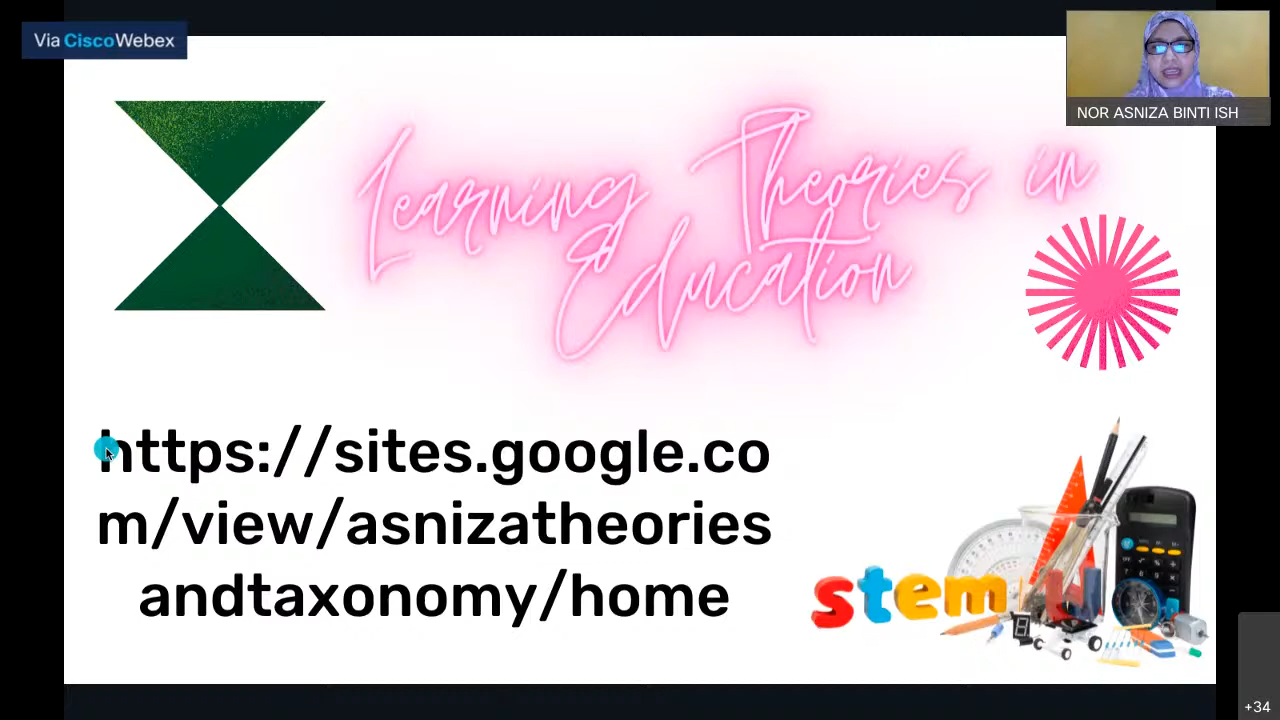 Via Cisco Webex
NOR ASNIZA BINTI ISH
Learning Theories in
Education
https://sites.google.co
m/view/asnizatheories
andtaxonomy/home
stem
+34